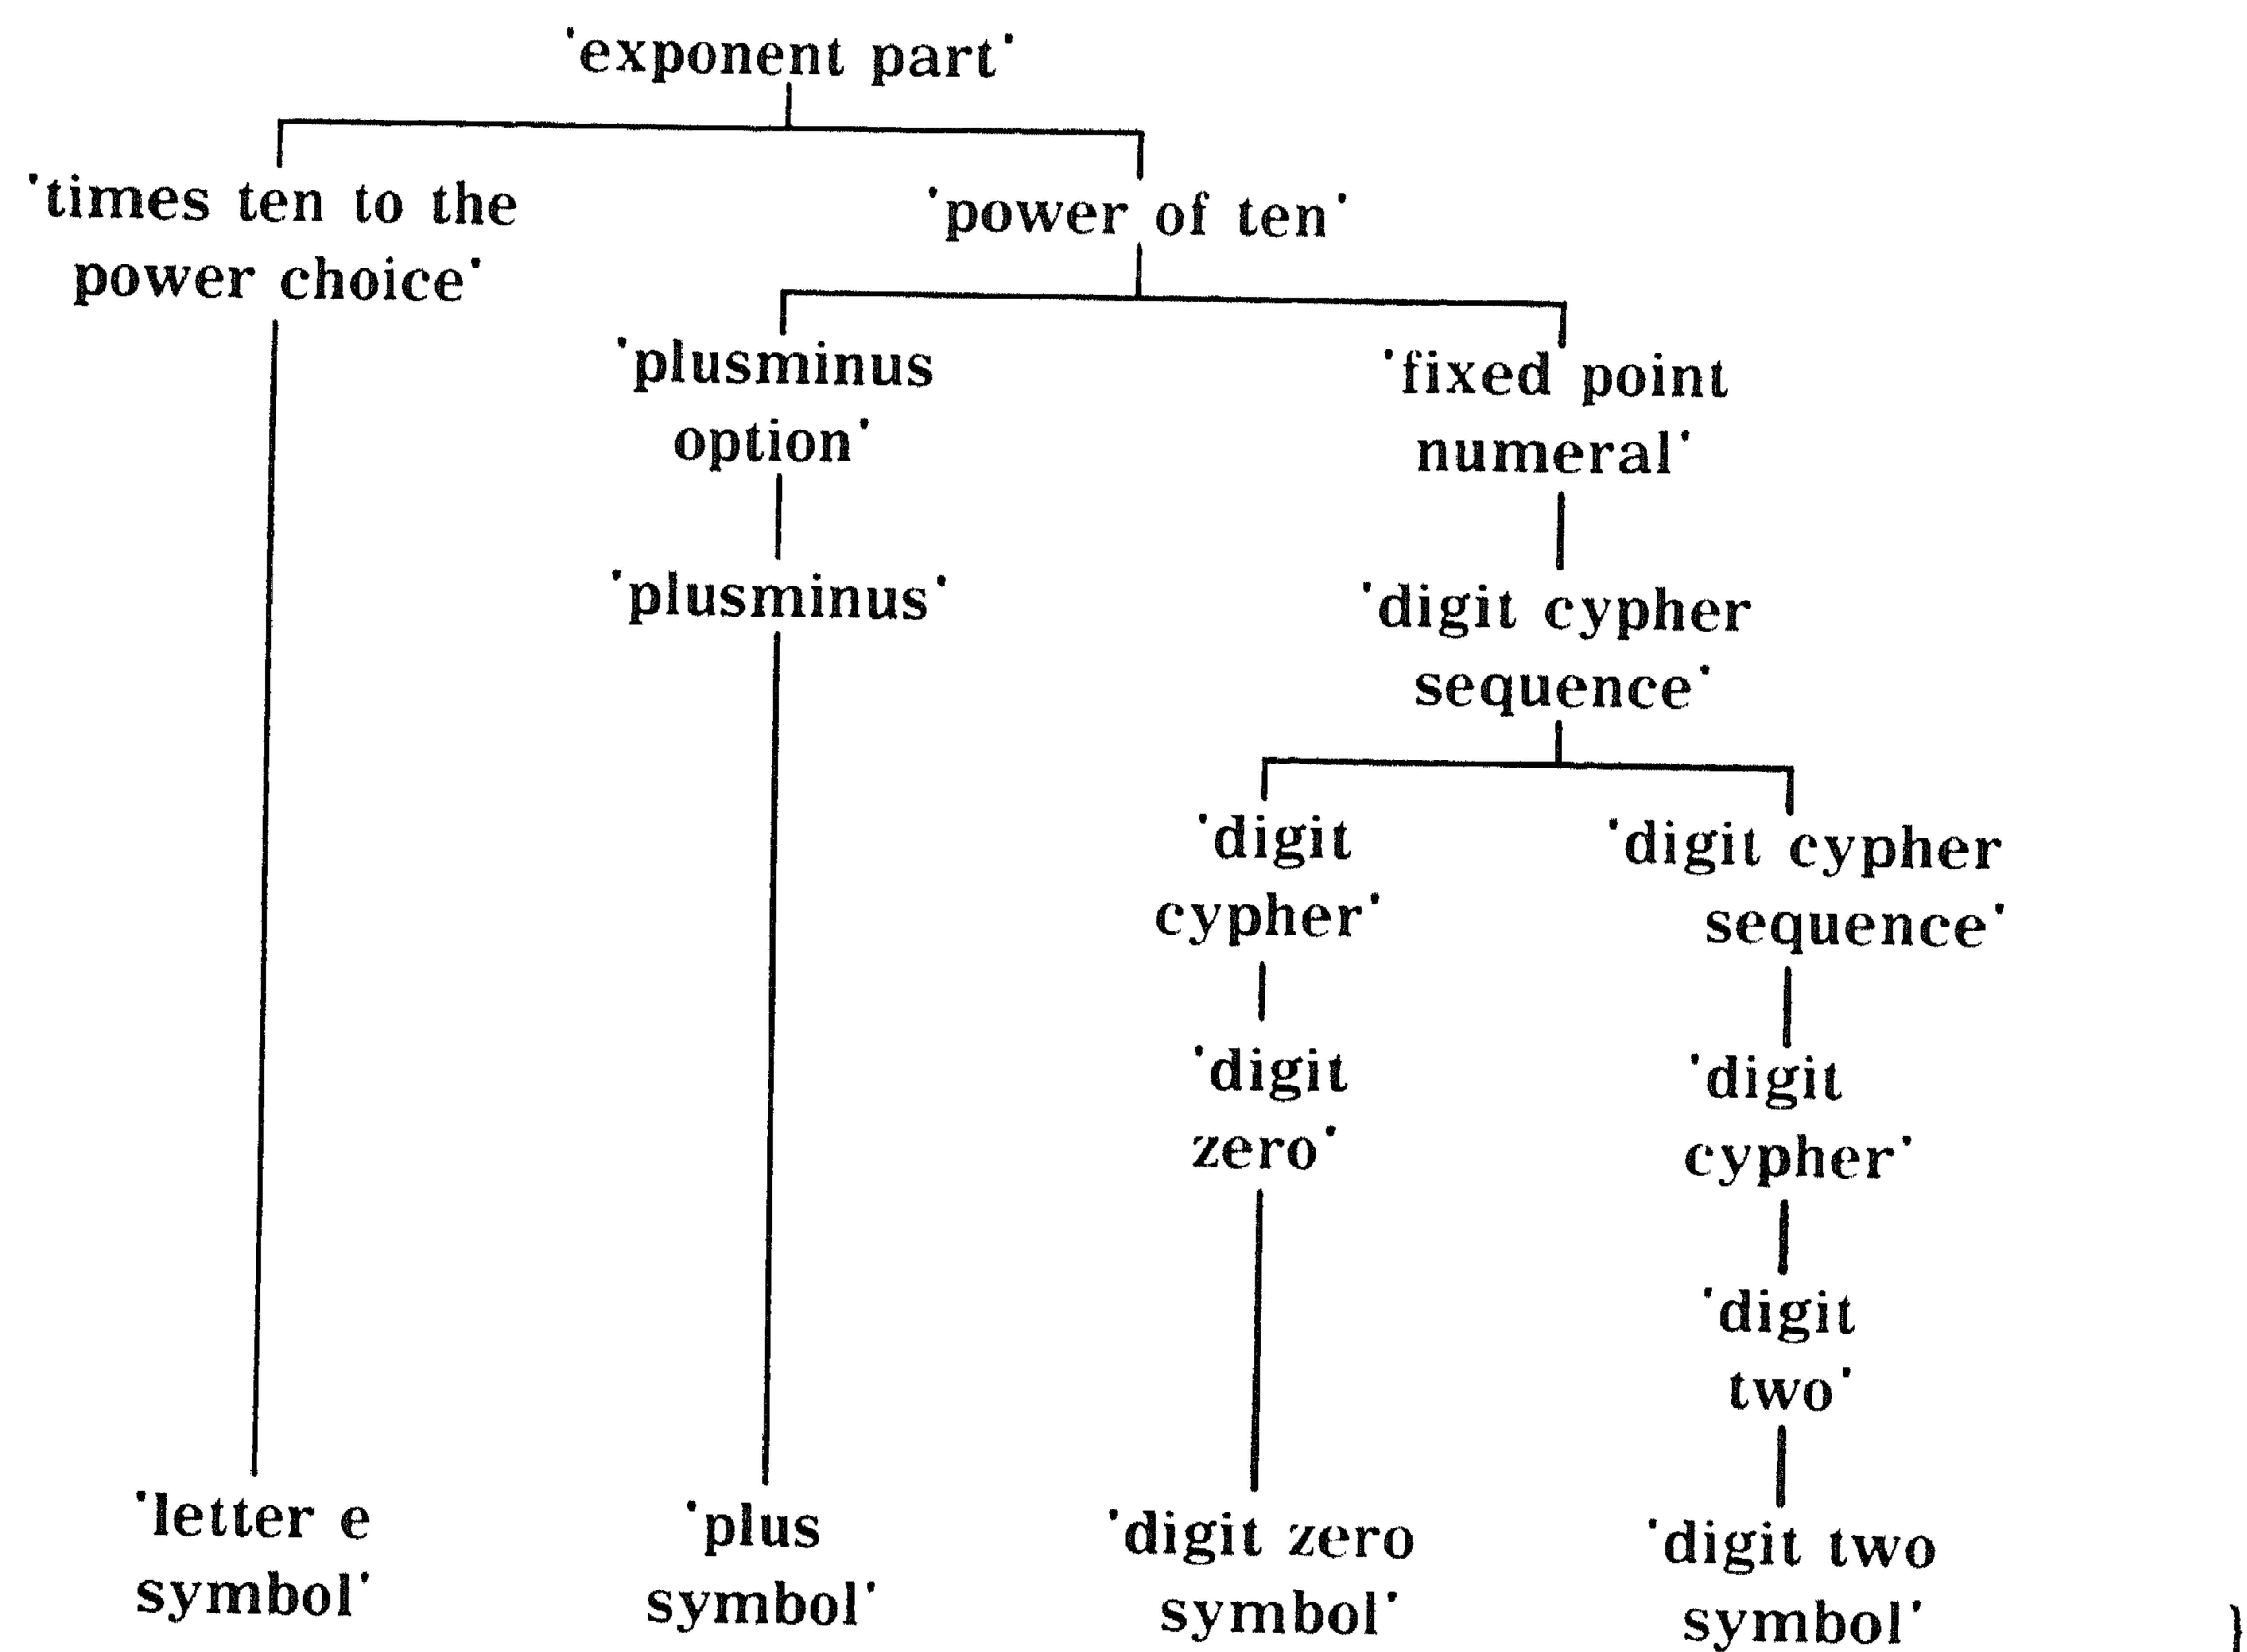 'exponent part'
'times ten to the
power choice'
'power of ten'
'plusminus
option'
'fixed point
numeral'
'plusminus'
'digit cypher
sequence'
'digit
cypher'
'digit cypher
sequence'
'digit
zero'
'digit
cypher'
'digit
two'
'letter e
symbol'
'plus
symbol'
'digit zero
symbol'
'digit two
symbol'
}